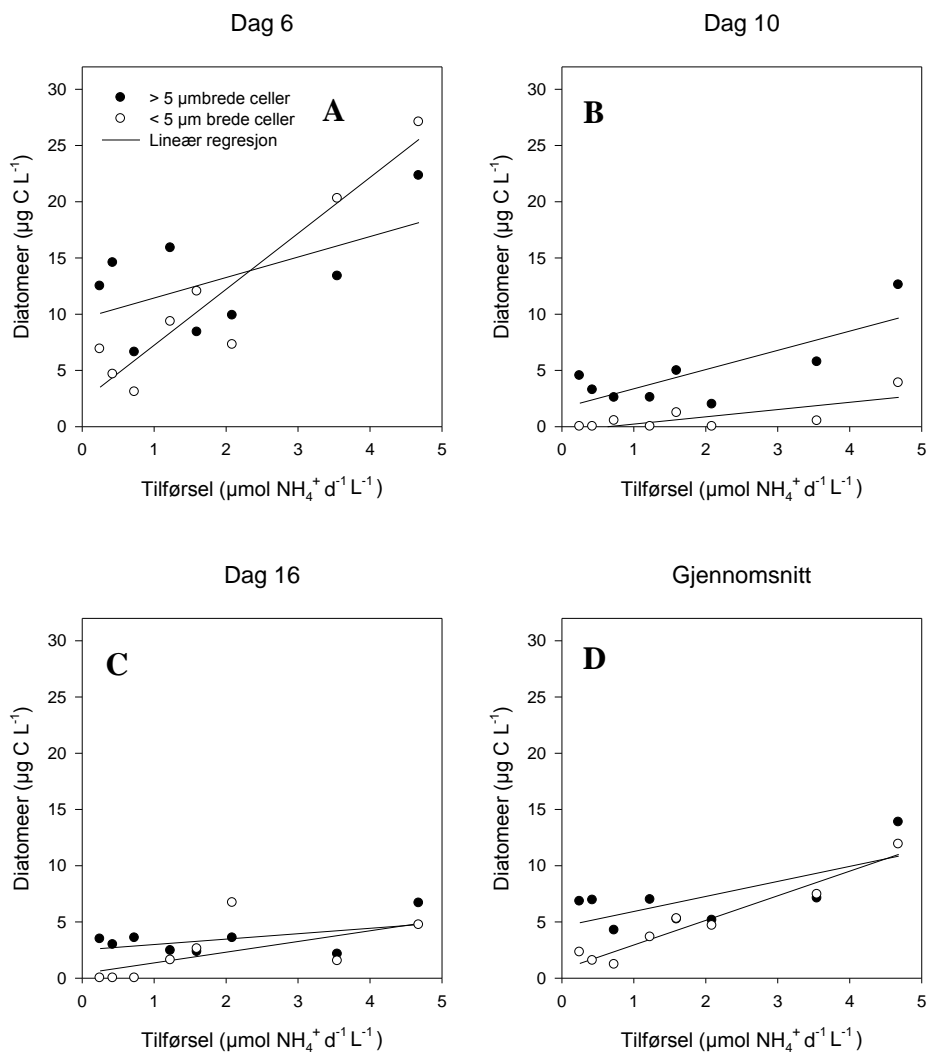 Dag 6
A
> 5 µmbrede celler
< 5 µm brede celler
Lineær regresjon
Diatomeer (µg C L⁻¹)
30
25
20
15
10
5
0
0 1 2 3 4 5
Tilførsel (µmol NH₄⁺ d⁻¹ L⁻¹)
Dag 10
B
Diatomeer (µg C L⁻¹)
30
25
20
15
10
5
0
0 1 2 3 4 5
Tilførsel (µmol NH₄⁺ d⁻¹ L⁻¹)
Dag 16
C
Diatomeer (µg C L⁻¹)
30
25
20
15
10
5
0
0 1 2 3 4 5
Tilførsel (µmol NH₄⁺ d⁻¹ L⁻¹)
Gjennomsnitt
D
Diatomeer (µg C L⁻¹)
30
25
20
15
10
5
0
0 1 2 3 4 5
Tilførsel (µmol NH₄⁺ d⁻¹ L⁻¹)